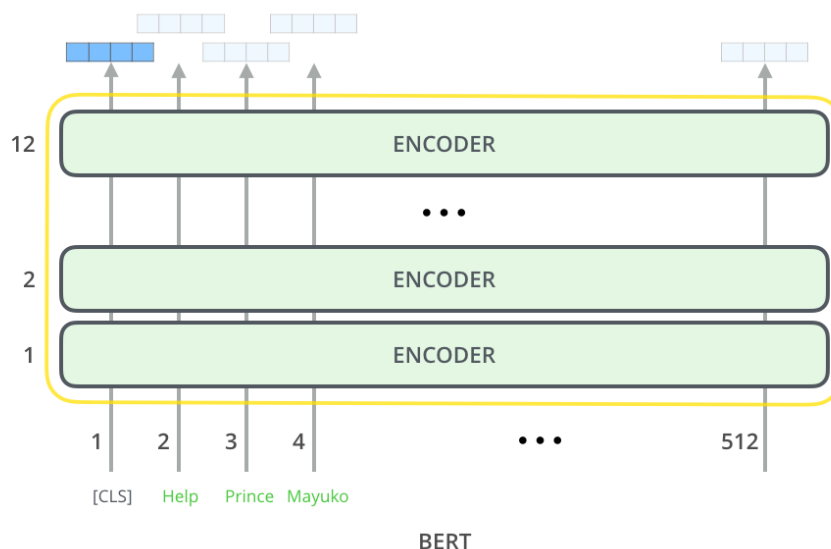 12 ENCODER
...
2 ENCODER
1 ENCODER
1 2 3 4 ... 512
[CLS] Help Prince Mayuko
BERT